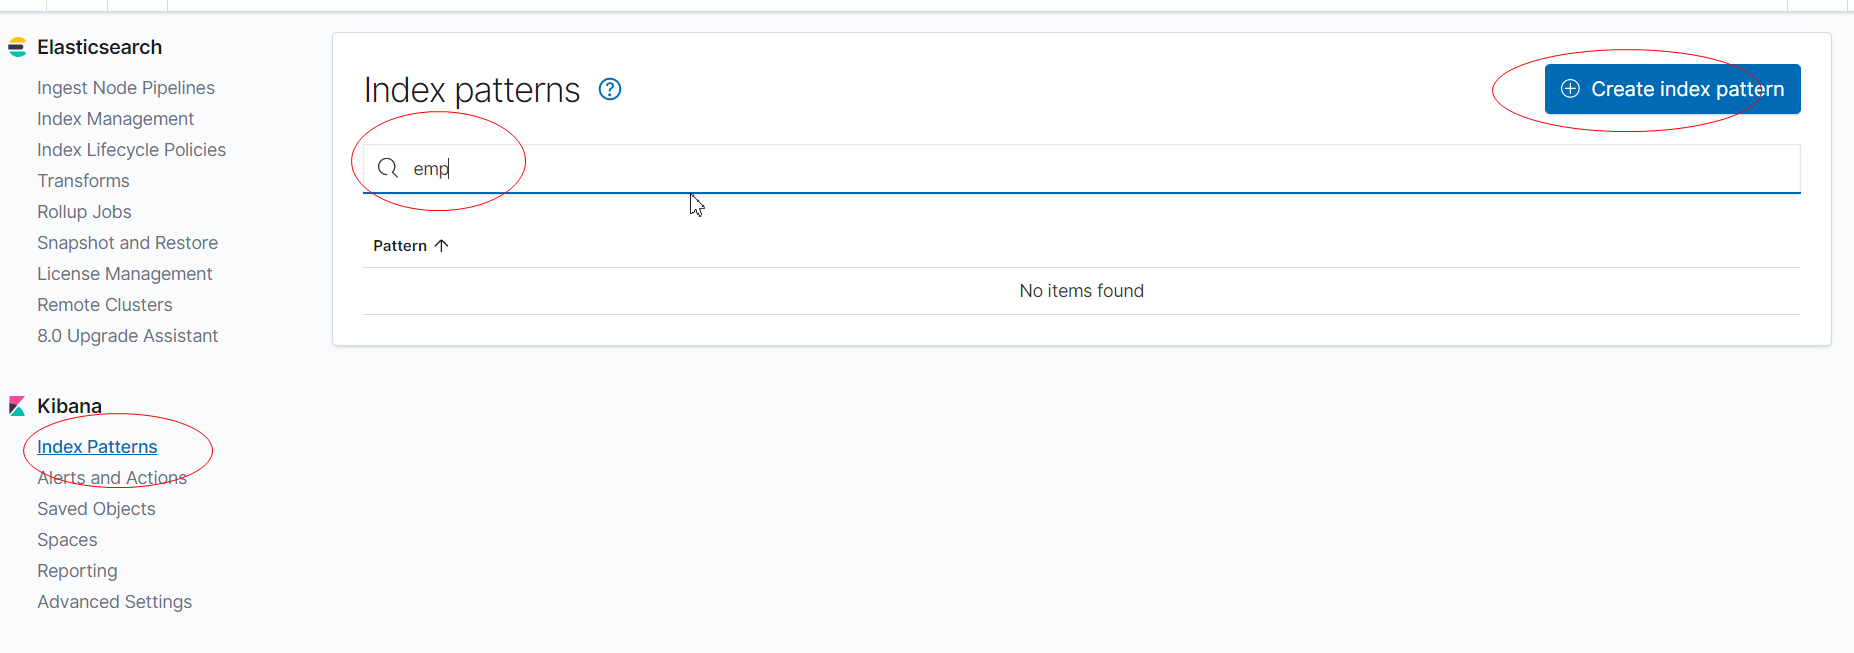 Elasticsearch
Ingest Node Pipelines
Index Management
Index Lifecycle Policies
Transforms
Rollup Jobs
Snapshot and Restore
License Management
Remote Clusters
8.0 Upgrade Assistant
Kibana
Index Patterns
Alerts and Actions
Saved Objects
Spaces
Reporting
Advanced Settings
Index patterns
Create index pattern
emp
Pattern
No items found